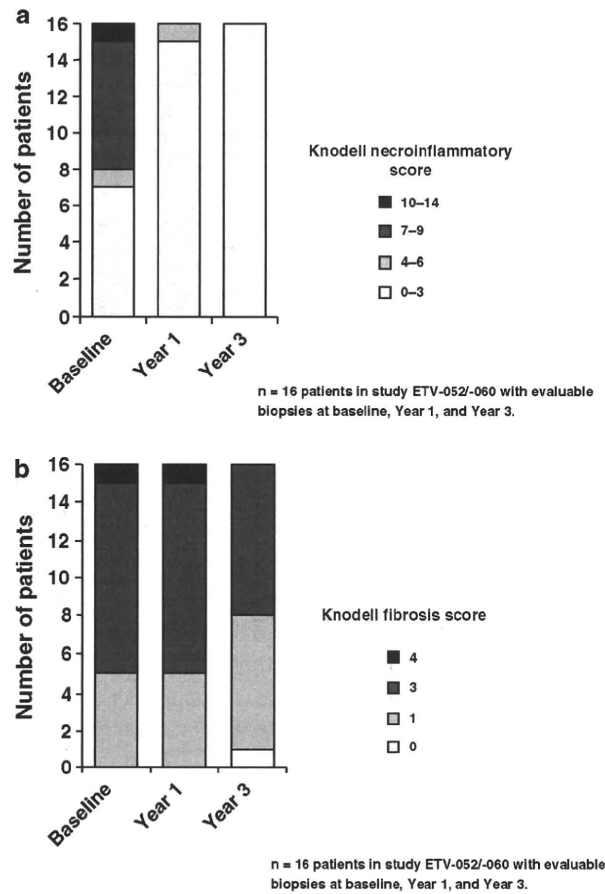 a
Number of patients
16
14
12
10
8
6
4
2
0
Baseline
Year 1
Year 3
Knodell necroinflammatory
score
10–14
7–9
4–6
0–3
n = 16 patients in study ETV-052/-060 with evaluable
biopsies at baseline, Year 1, and Year 3.
b
Number of patients
16
14
12
10
8
6
4
2
0
Baseline
Year 1
Year 3
Knodell fibrosis score
4
3
1
0
n = 16 patients in study ETV-052/-060 with evaluable
biopsies at baseline, Year 1, and Year 3.